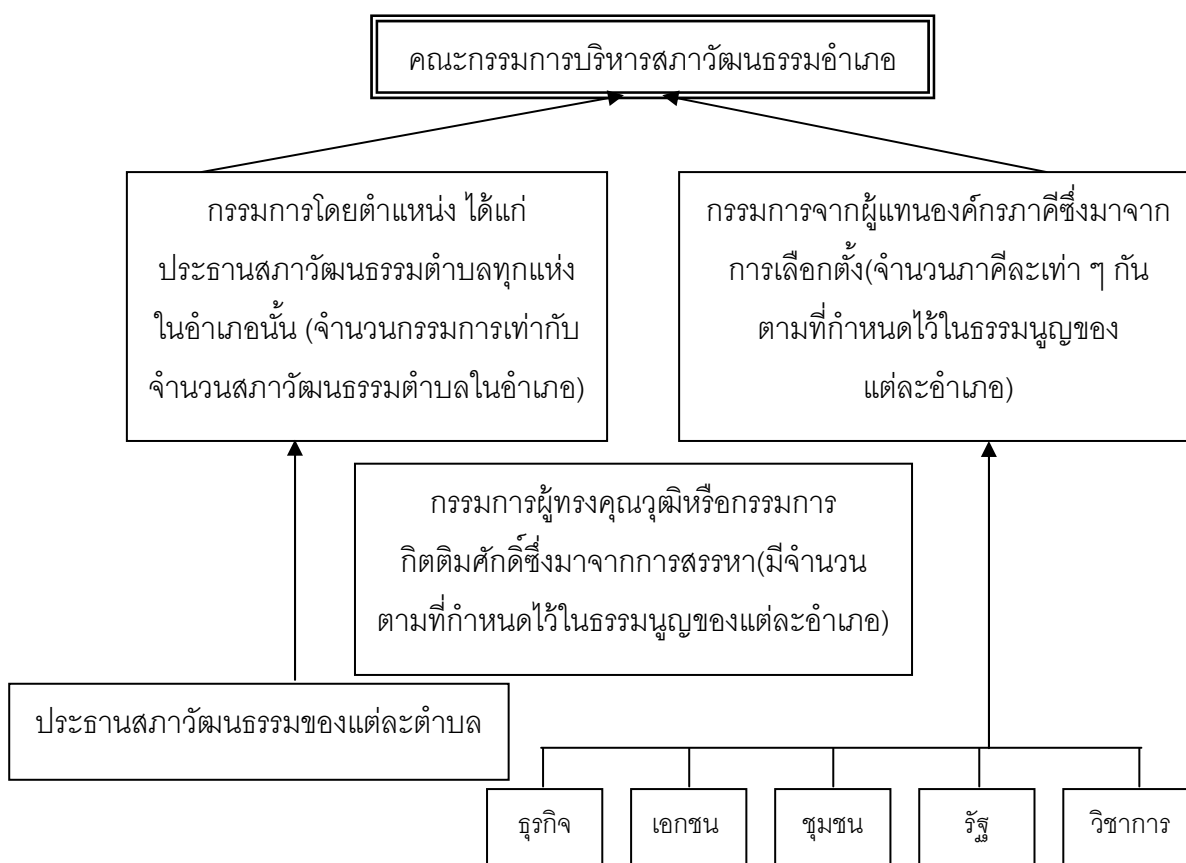 คณะกรรมการบริหารสภาวัฒนธรรมอำเภอ
กรรมการโดยตำแหน่ง ได้แก่
ประธานสภาวัฒนธรรมตำบลทุกแห่ง
ในอำเภอนั้น (จำนวนกรรมการเท่ากับ
จำนวนสภาวัฒนธรรมตำบลในอำเภอ)
กรรมการจากผู้แทนองค์กรภาคีซึ่งมาจาก
การเลือกตั้ง(จำนวนภาคีละเท่า ๆ กัน
ตามที่กำหนดไว้ในธรรมนูญของ
แต่ละอำเภอ)
กรรมการผู้ทรงคุณวุฒิหรือกรรมการ
กิตติมศักดิ์ซึ่งมาจากการสรรหา(มีจำนวน
ตามที่กำหนดไว้ในธรรมนูญของแต่ละอำเภอ)
ประธานสภาวัฒนธรรมของแต่ละตำบล
ธุรกิจ
เอกชน
ชุมชน
รัฐ
วิชาการ